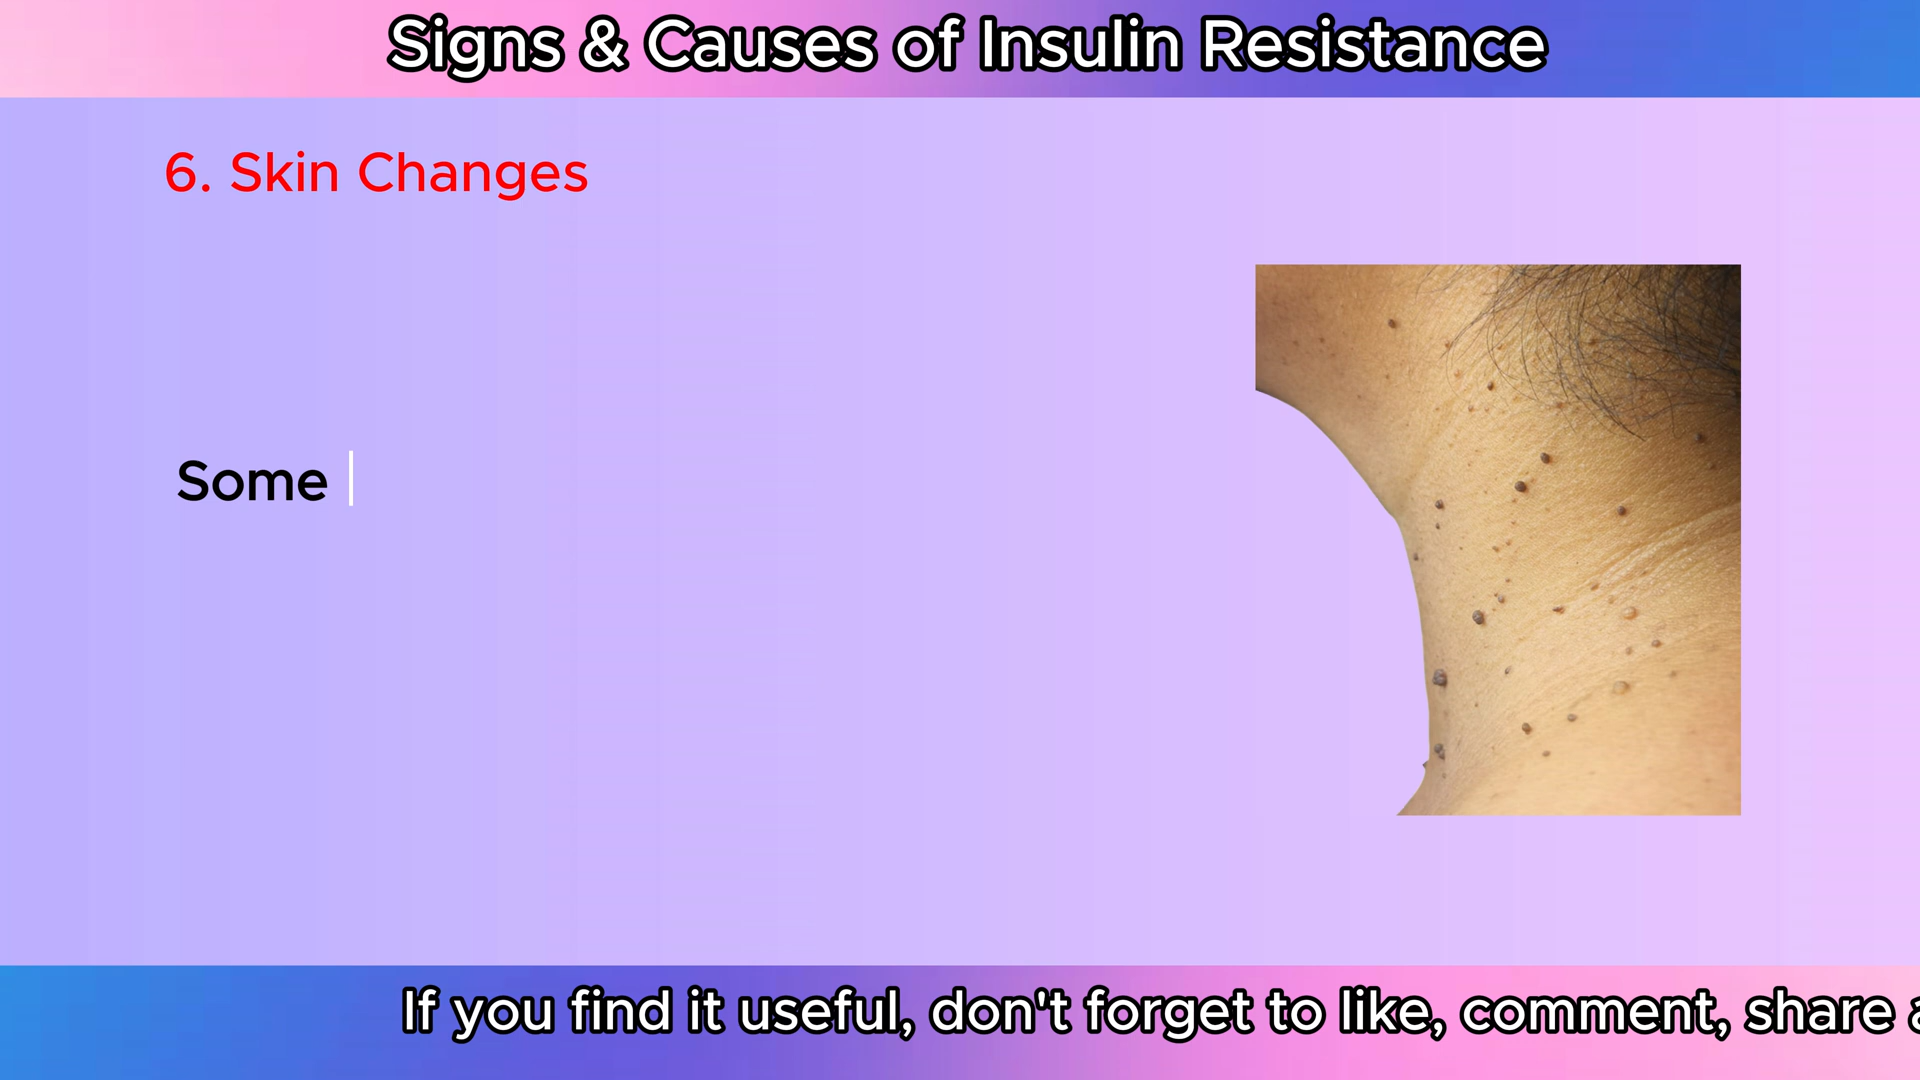 Signs & Causes of Insulin Resistance
6. Skin Changes
Some
If you find it useful, don't forget to like, comment, share